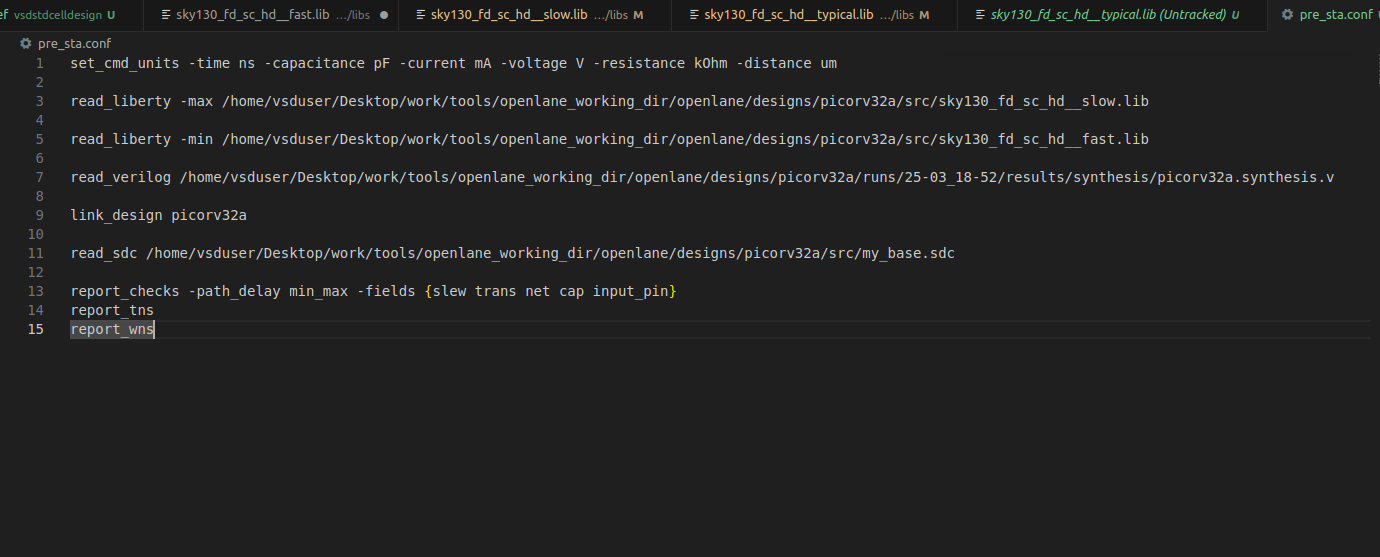 ef vsdstdcelldesign U sky130_fd_sc_hd__fast.lib .../libs sky130_fd_sc_hd__slow.lib .../libs M sky130_fd_sc_hd__typical.lib .../libs M sky130_fd_sc_hd__typical.lib (Untracked) U pre_sta.conf
pre_sta.conf
1 set_cmd_units -time ns -capacitance pF -current mA -voltage V -resistance kOhm -distance um
2
3 read_liberty -max /home/vsduser/Desktop/work/tools/openlane_working_dir/openlane/designs/picorv32a/src/sky130_fd_sc_hd__slow.lib
4
5 read_liberty -min /home/vsduser/Desktop/work/tools/openlane_working_dir/openlane/designs/picorv32a/src/sky130_fd_sc_hd__fast.lib
6
7 read_verilog /home/vsduser/Desktop/work/tools/openlane_working_dir/openlane/designs/picorv32a/runs/25-03_18-52/results/synthesis/picorv32a.synthesis.v
8
9 link_design picorv32a
10
11 read_sdc /home/vsduser/Desktop/work/tools/openlane_working_dir/openlane/designs/picorv32a/src/my_base.sdc
12
13 report_checks -path_delay min_max -fields {slew trans net cap input_pin}
14 report_tns
15 report_wns